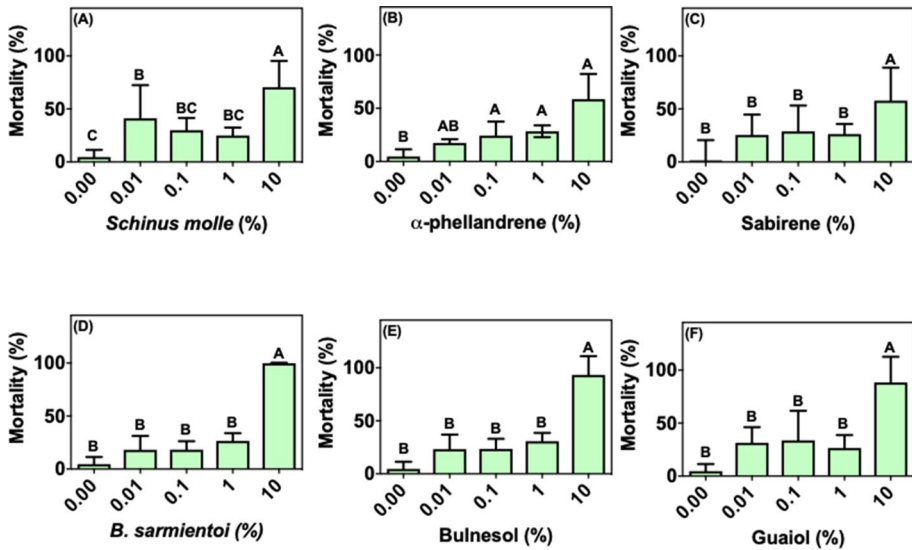 (A)
Mortality (%)
100
50
0
C
B
BC
BC
A
0.00
0.01
0.1
1
10
Schinus molle (%)
(B)
Mortality (%)
100
50
0
B
AB
A
A
A
0.00
0.01
0.1
1
10
α-phellandrene (%)
(C)
Mortality (%)
100
50
0
B
B
B
B
A
0.00
0.01
0.1
1
10
Sabirene (%)
(D)
Mortality (%)
100
50
0
B
B
B
B
A
0.00
0.01
0.1
1
10
B. sarmientoi (%)
(E)
Mortality (%)
100
50
0
B
B
B
B
A
0.00
0.01
0.1
1
10
Bulnesol (%)
(F)
Mortality (%)
100
50
0
B
B
B
B
A
0.00
0.01
0.1
1
10
Guaiol (%)